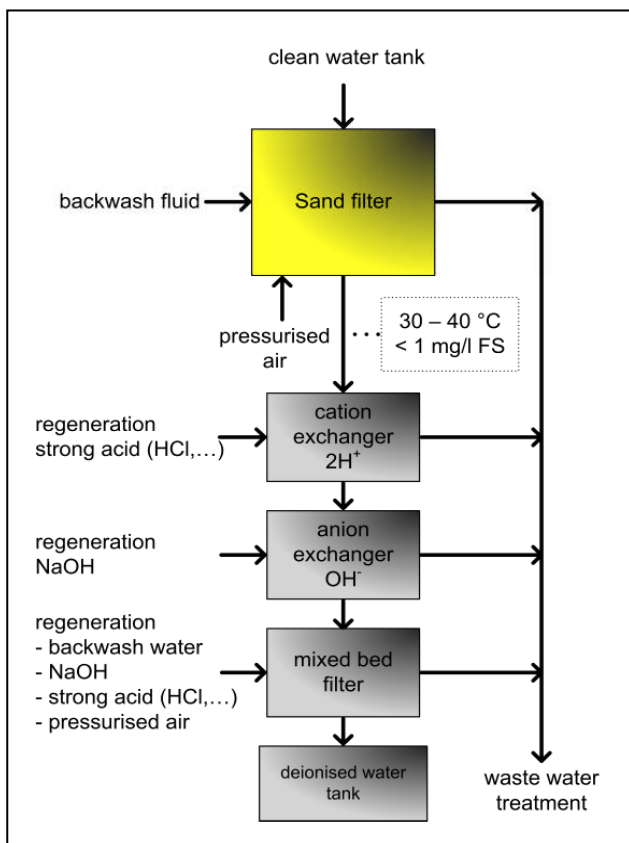 clean water tank
Sand filter
backwash fluid
pressurised
air
30 – 40 °C
< 1 mg/l FS
regeneration
strong acid (HCl,…)
cation
exchanger
2H⁺
regeneration
NaOH
anion
exchanger
OH⁻
regeneration
- backwash water
- NaOH
- strong acid (HCl,…)
- pressurised air
mixed bed
filter
deionised water
tank
waste water
treatment